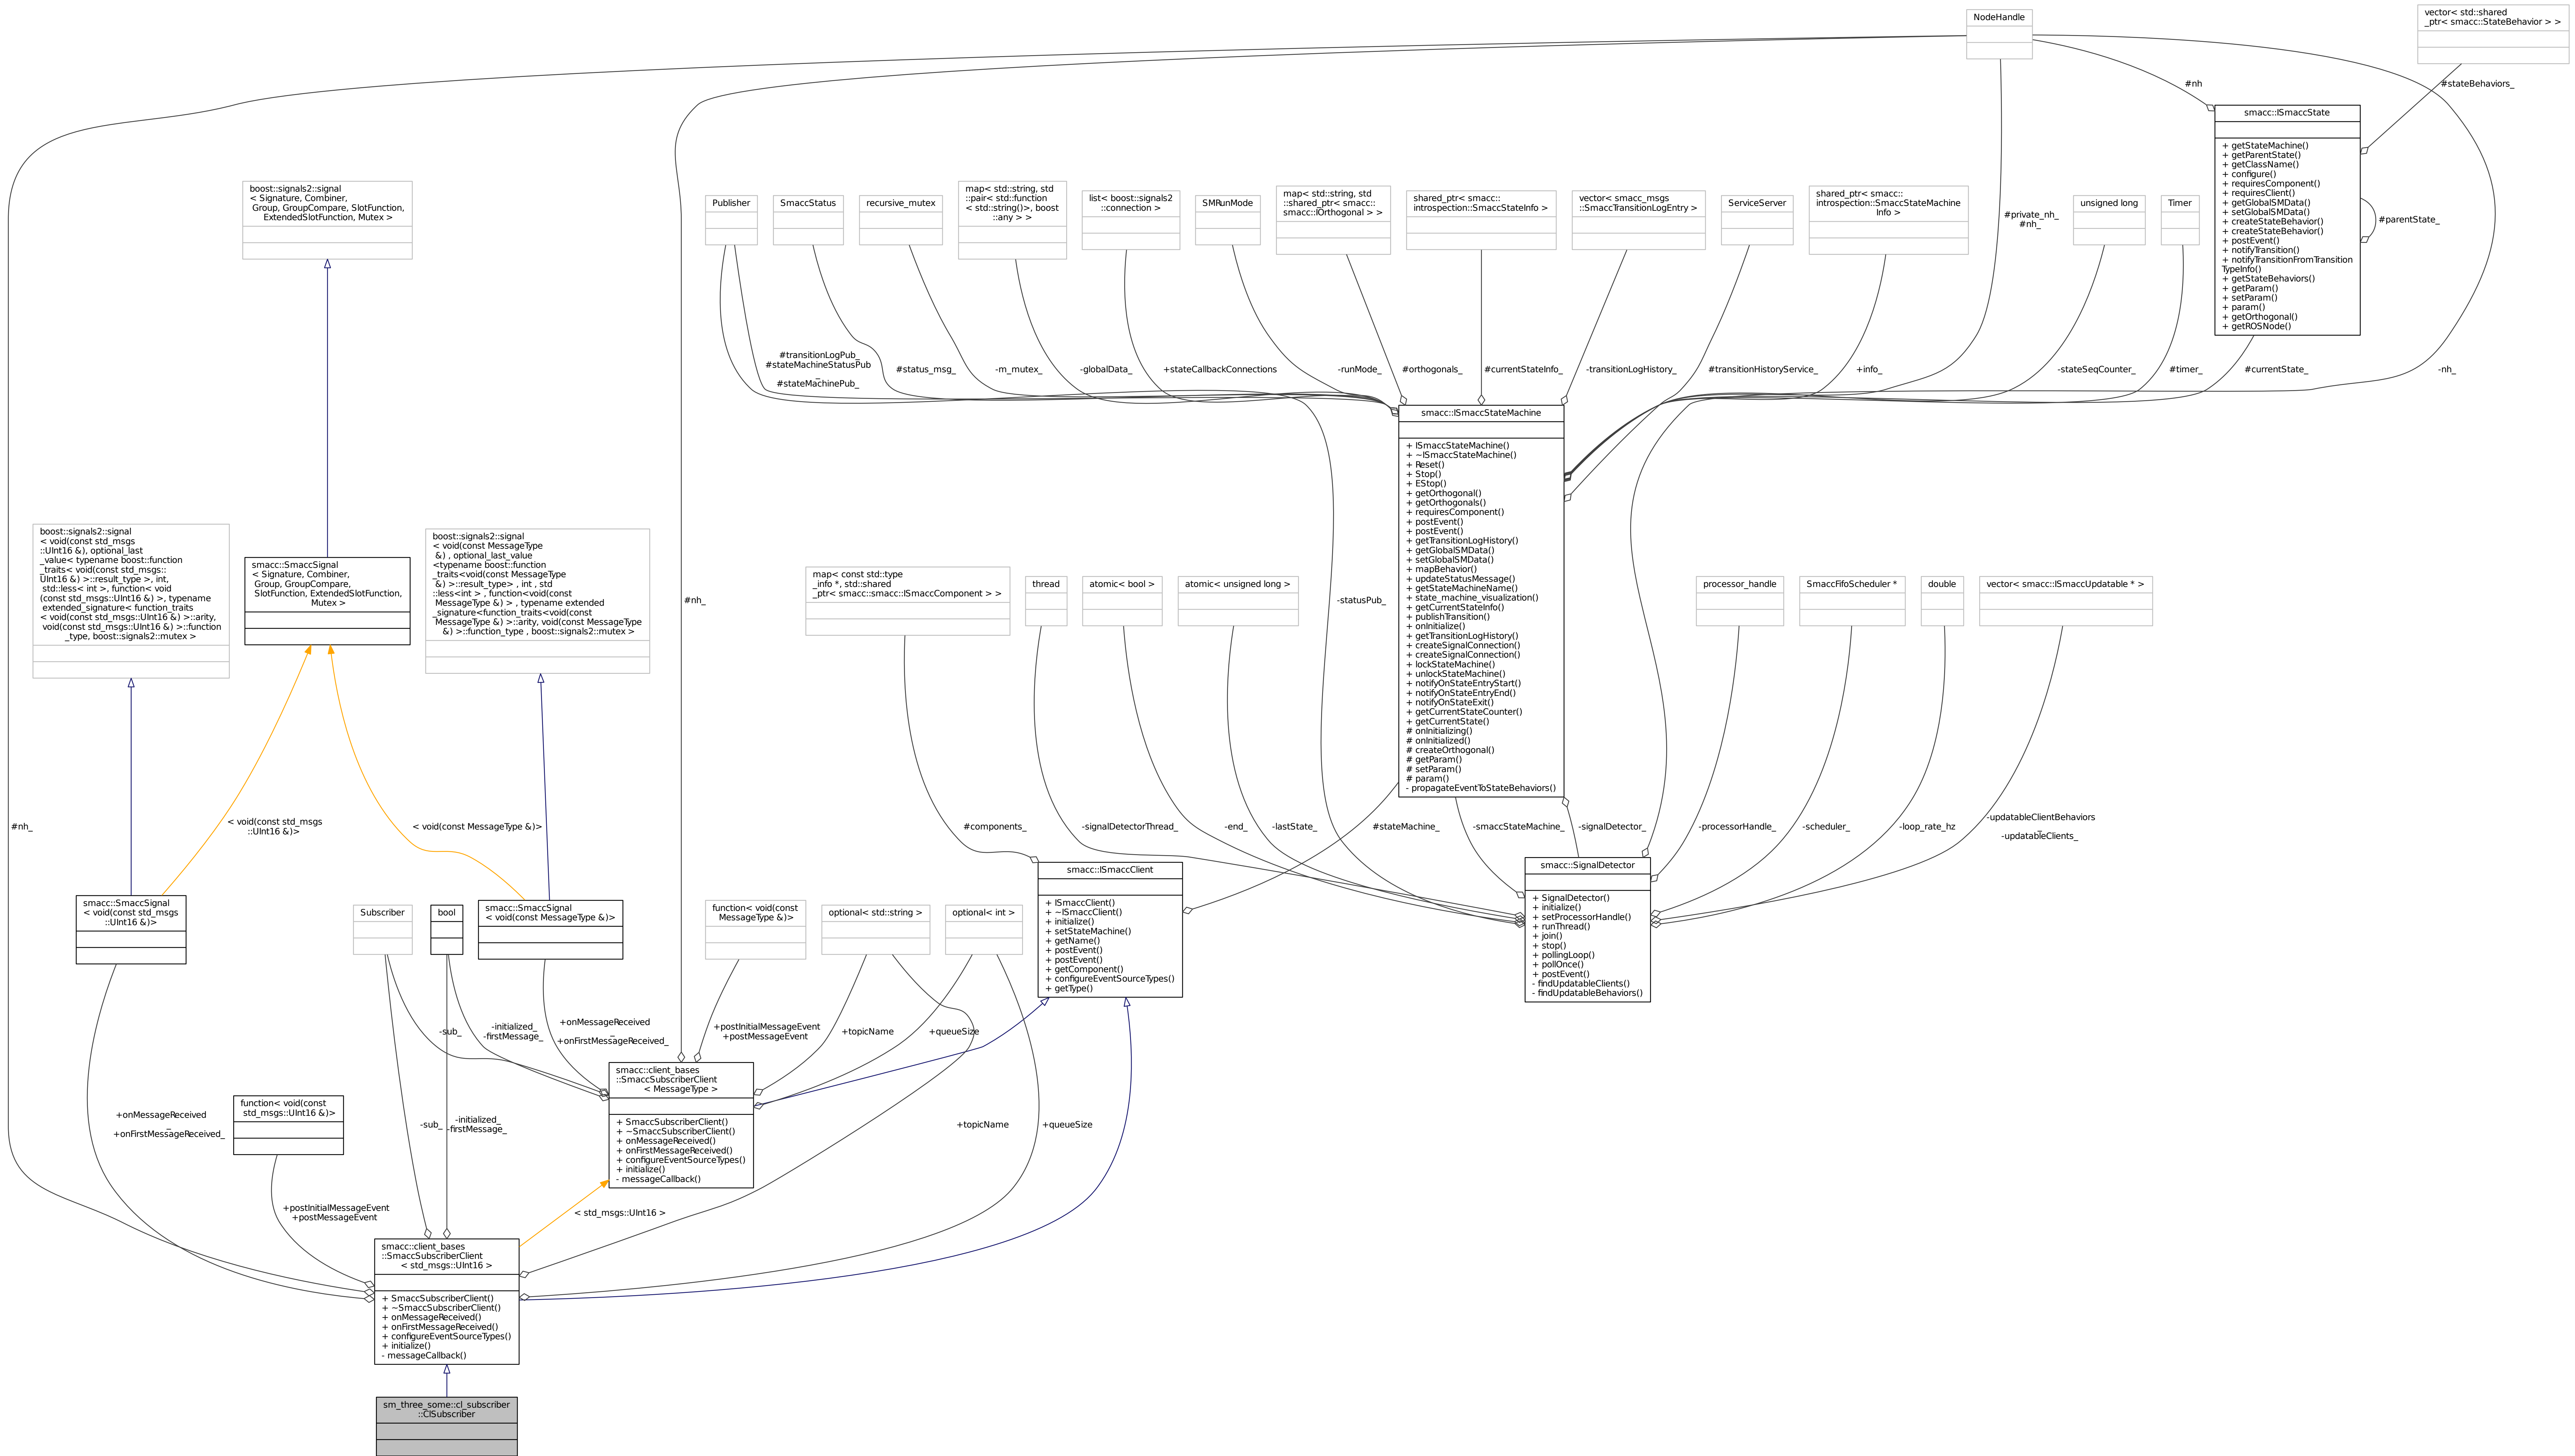 NodeHandle
vector< std::shared
_ptr< smacc::StateBehavior > >
#nh
#stateBehaviors_
smacc::ISmaccState
+ getStateMachine()
+ getParentState()
+ getClassName()
+ configure()
+ requiresComponent()
+ requiresClient()
+ getGlobalSMData()
+ setGlobalSMData()
+ createStateBehavior()
+ createStateBehavior()
+ postEvent()
+ notifyTransition()
+ notifyTransitionFromTransition
TypeInfo()
+ getStateBehaviors()
+ getParam()
+ setParam()
+ param()
+ getOrthogonal()
+ getROSNode()
#parentState_
boost::signals2::signal
< Signature, Combiner,
Group, GroupCompare, SlotFunction,
ExtendedSlotFunction, Mutex >
Publisher
SmaccStatus
recursive_mutex
map< std::string, std
::pair< std::function
< std::string()>, boost
::any > >
list< boost::signals2
::connection >
SMRunMode
map< std::string, std
::shared_ptr< smacc::
smacc::IOrthogonal > >
shared_ptr< smacc::
introspection::SmaccStateInfo >
vector< smacc_msgs
::SmaccTransitionLogEntry >
ServiceServer
shared_ptr< smacc::
introspection::SmaccStateMachine
Info >
#private_nh_
#nh_
unsigned long
Timer
#transitionLogPub_
#stateMachineStatusPub
_
#stateMachinePub_
#status_msg_
-m_mutex_
-globalData_
+stateCallbackConnections
-runMode_
#orthogonals_
#currentStateInfo_
-transitionLogHistory_
#transitionHistoryService_
+info_
-stateSeqCounter_
#timer_
#currentState_
-nh_
smacc::ISmaccStateMachine
+ ISmaccStateMachine()
+ ~ISmaccStateMachine()
+ Reset()
+ Stop()
+ EStop()
+ getOrthogonal()
+ getOrthogonals()
+ requiresComponent()
+ postEvent()
+ postEvent()
+ getTransitionLogHistory()
+ getGlobalSMData()
+ setGlobalSMData()
+ mapBehavior()
+ updateStatusMessage()
+ getStateMachineName()
+ state_machine_visualization()
+ getCurrentStateInfo()
+ publishTransition()
+ onInitialize()
+ getTransitionLogHistory()
+ createSignalConnection()
+ createSignalConnection()
+ lockStateMachine()
+ unlockStateMachine()
+ notifyOnStateEntryStart()
+ notifyOnStateEntryEnd()
+ notifyOnStateExit()
+ getCurrentStateCounter()
+ getCurrentState()
# onInitializing()
# onInitialized()
# createOrthogonal()
# getParam()
# setParam()
# param()
- propagateEventToStateBehaviors()
boost::signals2::signal
< void(const std_msgs
::UInt16 &), optional_last
_value< typename boost::function
_traits< void(const std_msgs::
UInt16 &) >::result_type >, int,
std::less< int >, function< void
(const std_msgs::UInt16 &) >, typename
extended_signature< function_traits
< void(const std_msgs::UInt16 &) >::arity,
void(const std_msgs::UInt16 &) >::function
_type, boost::signals2::mutex >
smacc::SmaccSignal
< Signature, Combiner,
Group, GroupCompare,
SlotFunction, ExtendedSlotFunction,
Mutex >
boost::signals2::signal
< void(const MessageType
&) , optional_last_value
<typename boost::function
_traits<void(const MessageType
&) >::result_type> , int , std
::less<int > , function<void(const
MessageType &) > , typename extended
_signature<function_traits<void(const
MessageType &) >::arity, void(const MessageType
&) >::function_type , boost::signals2::mutex >
#nh_
map< const std::type
_info *, std::shared
_ptr< smacc::smacc::ISmaccComponent > >
thread
atomic< bool >
atomic< unsigned long >
-statusPub_
processor_handle
SmaccFifoScheduler *
double
vector< smacc::ISmaccUpdatable * >
#nh_
< void(const std_msgs
::UInt16 &)>
< void(const MessageType &)>
#components_
-signalDetectorThread_
-end_
-lastState_
#stateMachine_
-smaccStateMachine_
-signalDetector_
-processorHandle_
-scheduler_
-loop_rate_hz
-updatableClientBehaviors
_
-updatableClients_
smacc::SmaccSignal
< void(const std_msgs
::UInt16 &)>
Subscriber
bool
smacc::SmaccSignal
< void(const MessageType &)>
function< void(const
MessageType &)>
optional< std::string >
optional< int >
smacc::ISmaccClient
+ ISmaccClient()
+ ~ISmaccClient()
+ initialize()
+ setStateMachine()
+ getName()
+ postEvent()
+ postEvent()
+ getComponent()
+ configureEventSourceTypes()
+ getType()
smacc::SignalDetector
+ SignalDetector()
+ initialize()
+ setProcessorHandle()
+ runThread()
+ join()
+ stop()
+ pollingLoop()
+ pollOnce()
+ postEvent()
- findUpdatableClients()
- findUpdatableBehaviors()
-sub_
-initialized_
-firstMessage_
+onMessageReceived
_
+onFirstMessageReceived_
+postInitialMessageEvent
+postMessageEvent
+topicName
+queueSize
smacc::client_bases
::SmaccSubscriberClient
< MessageType >
+ SmaccSubscriberClient()
+ ~SmaccSubscriberClient()
+ onMessageReceived()
+ onFirstMessageReceived()
+ configureEventSourceTypes()
+ initialize()
- messageCallback()
+onMessageReceived
_
+onFirstMessageReceived_
function< void(const
std_msgs::UInt16 &)>
-sub_
-initialized_
-firstMessage_
+topicName
+queueSize
+postInitialMessageEvent
+postMessageEvent
< std_msgs::UInt16 >
smacc::client_bases
::SmaccSubscriberClient
< std_msgs::UInt16 >
+ SmaccSubscriberClient()
+ ~SmaccSubscriberClient()
+ onMessageReceived()
+ onFirstMessageReceived()
+ configureEventSourceTypes()
+ initialize()
- messageCallback()
sm_three_some::cl_subscriber
::ClSubscriber